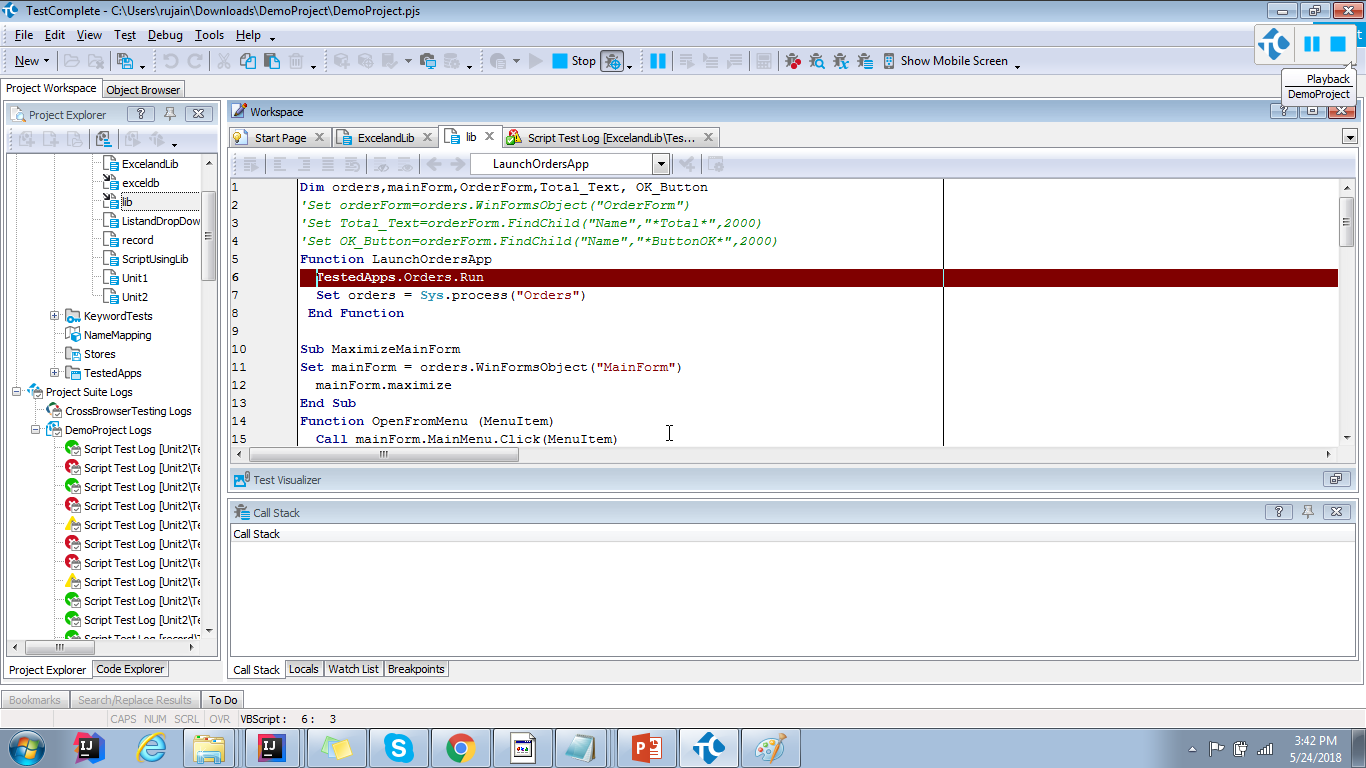 TestComplete - C:\Users\rujain\Downloads\DemoProject\DemoProject.pjs
File Edit View Test Debug Tools Help
New Stop Show Mobile Screen
Playback
DemoProject
Project Workspace Object Browser
Project Explorer
ExcelandLib
exceldb
lib
ListandDropDow
record
ScriptUsingLib
Unit1
Unit2
KeywordTests
NameMapping
Stores
TestedApps
Project Suite Logs
CrossBrowserTesting Logs
DemoProject Logs
Script Test Log [Unit2\Te
Script Test Log [Unit2\Te
Script Test Log [Unit2\Te
Script Test Log [Unit2\Te
Script Test Log [Unit2\Te
Script Test Log [Unit2\Te
Script Test Log [Unit2\Te
Script Test Log [Unit2\Te
Script Test Log [Unit2\Te
Script Test Log [Unit2\Te
Script Test Log [record\T
Project Explorer Code Explorer
Workspace
Start Page ExcelandLib lib Script Test Log [ExcelandLib\Tes...
LaunchOrdersApp
1 Dim orders,mainForm,OrderForm,Total_Text, OK_Button
2 'Set orderForm=orders.WinFormsObject("OrderForm")
3 'Set Total_Text=orderForm.FindChild("Name","*Total*",2000)
4 'Set OK_Button=orderForm.FindChild("Name","*ButtonOK*",2000)
5 Function LaunchOrdersApp
6 TestedApps.Orders.Run
7 Set orders = Sys.process("Orders")
8 End Function
9
10 Sub MaximizeMainForm
11 Set mainForm = orders.WinFormsObject("MainForm")
12 mainForm.maximize
13 End Sub
14 Function OpenFromMenu (MenuItem)
15 Call mainForm.MainMenu.Click(MenuItem)
Test Visualizer
Call Stack
Call Stack
Call Stack Locals Watch List Breakpoints
Bookmarks Search/Replace Results To Do
CAPS NUM SCRL OVR VBScript : 6 : 3
3:42 PM
5/24/2018